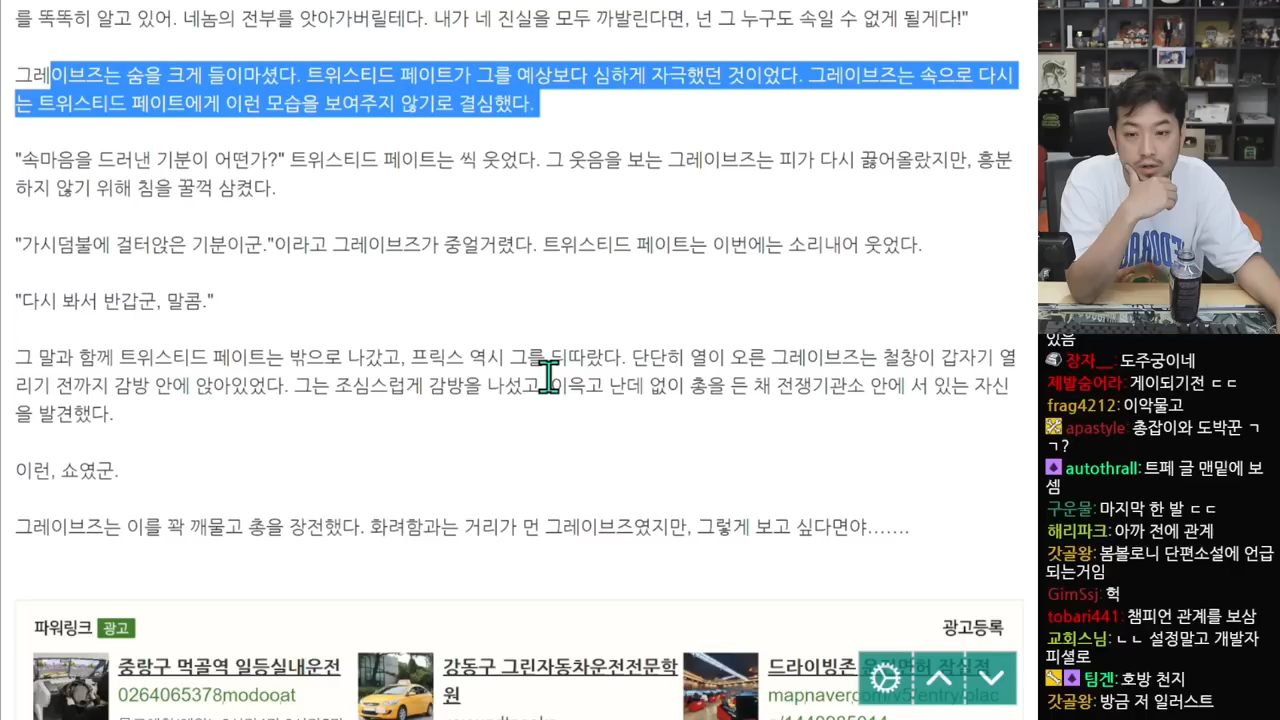 를 똑똑히 알고 있어. 네놈의 전부를 앗아가버릴테다. 내가 네 진실을 모두 까발린다면, 넌 그 누구도 속일 수 없게 될게다!"
그레이브즈는 숨을 크게 들이마셨다. 트위스티드 페이트가 그를 예상보다 심하게 자극했던 것이었다. 그레이브즈는 속으로 다시
는 트위스티드 페이트에게 이런 모습을 보여주지 않기로 결심했다.
"속마음을 드러낸 기분이 어떤가?" 트위스티드 페이트는 씩 웃었다. 그 웃음을 보는 그레이브즈는 피가 다시 끓어올랐지만, 흥분
하지 않기 위해 침을 꿀꺽 삼켰다.
"가시덤불에 걸터앉은 기분이군."이라고 그레이브즈가 중얼거렸다. 트위스티드 페이트는 이번에는 소리내어 웃었다.
"다시 봐서 반갑군, 말콤."
그 말과 함께 트위스티드 페이트는 밖으로 나갔고, 프릭스 역시 그를 뒤따랐다. 단단히 열이 오른 그레이브즈는 철창이 갑자기 열
리기 전까지 감방 안에 앉아있었다. 그는 조심스럽게 감방을 나섰고, 이윽고 난데 없이 총을 든 채 전쟁기관소 안에 서 있는 자신
을 발견했다.
이런, 쇼였군.
그레이브즈는 이를 꽉 깨물고 총을 장전했다. 화려함과는 거리가 먼 그레이브즈였지만, 그렇게 보고 싶다면야…….
파워링크 광고
광고등록
중랑구 먹골역 일등실내운전
0264065378modooat
강동구 그린자동차운전전문학
원
드라이빙존
있음
장자__: 도주궁이네
제발숨어라: 게이되기전 ㄷㄷ
frag4212: 이악물고
apastyle: 총잡이와 도박꾼 ㄱ
ㄱ?
autothrall: 트페 글 맨밑에 보
셈
구운물: 마지막 한 발 ㄷㄷ
해리파크: 아까 전에 관계
갓골왕: 봄볼로니 단편소설에 언급
되는거임
GimSsj: 헉
tobari441: 챔피언 관계를 보삼
교회스님: ㄴㄴ 설정말고 개발자
피셜로
팀겐: 호방 천지
갓골왕: 방금 저 일러스트